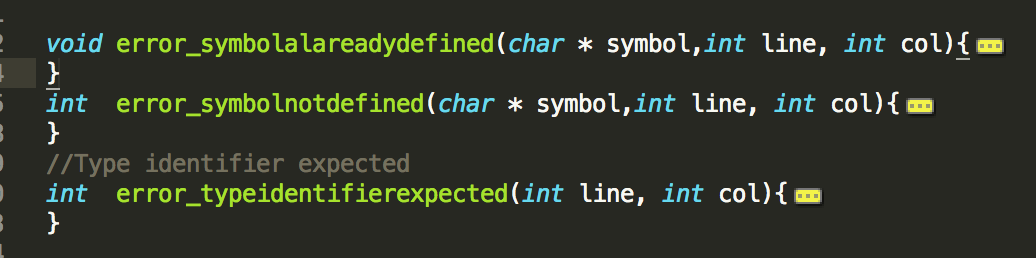 void error_symbolalareadydefined(char * symbol,int line, int col){
}
int  error_symbolnotdefined(char * symbol,int line, int col){
}
//Type identifier expected
int  error_typeidentifierexpected(int line, int col){
}